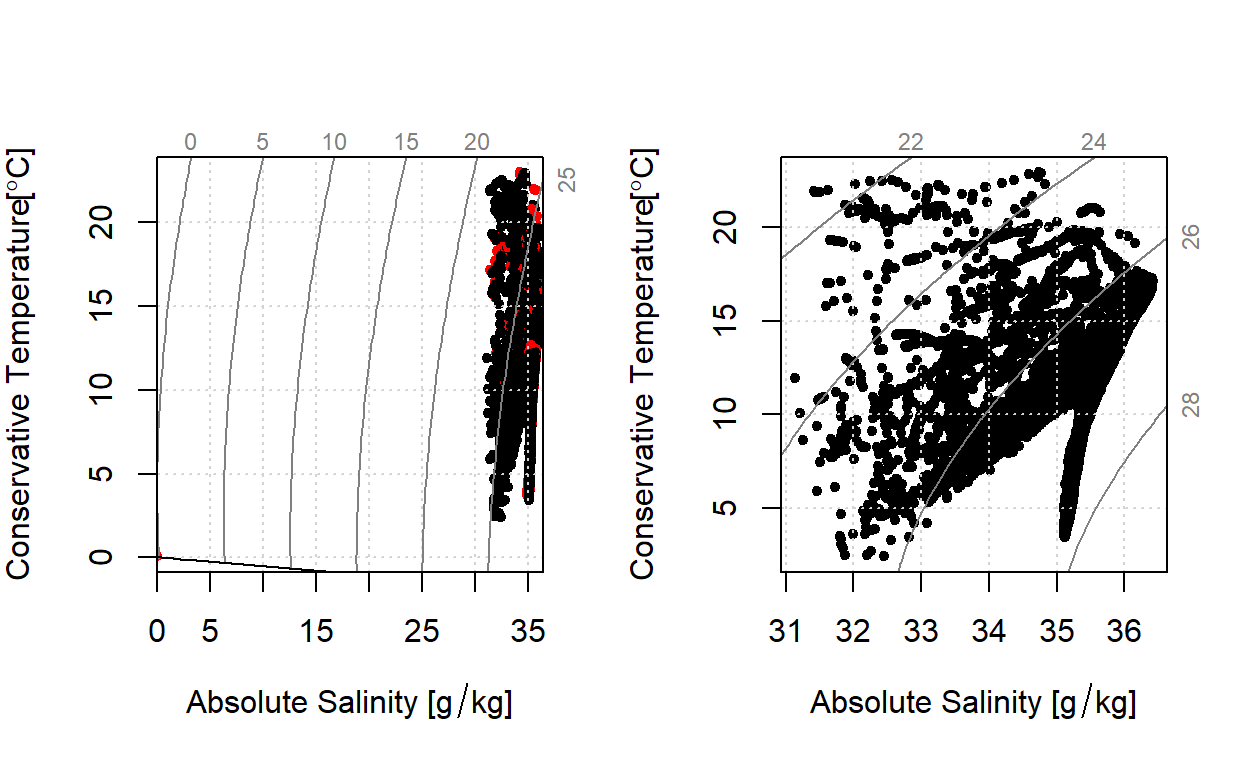 0 5 10 15 20
25
Conservative Temperature[°C]
20
15
10
5
0
0 5 15 25 35
Absolute Salinity [g/kg]
22 24
26
28
Conservative Temperature[°C]
20
15
10
5
31 32 33 34 35 36
Absolute Salinity [g/kg]